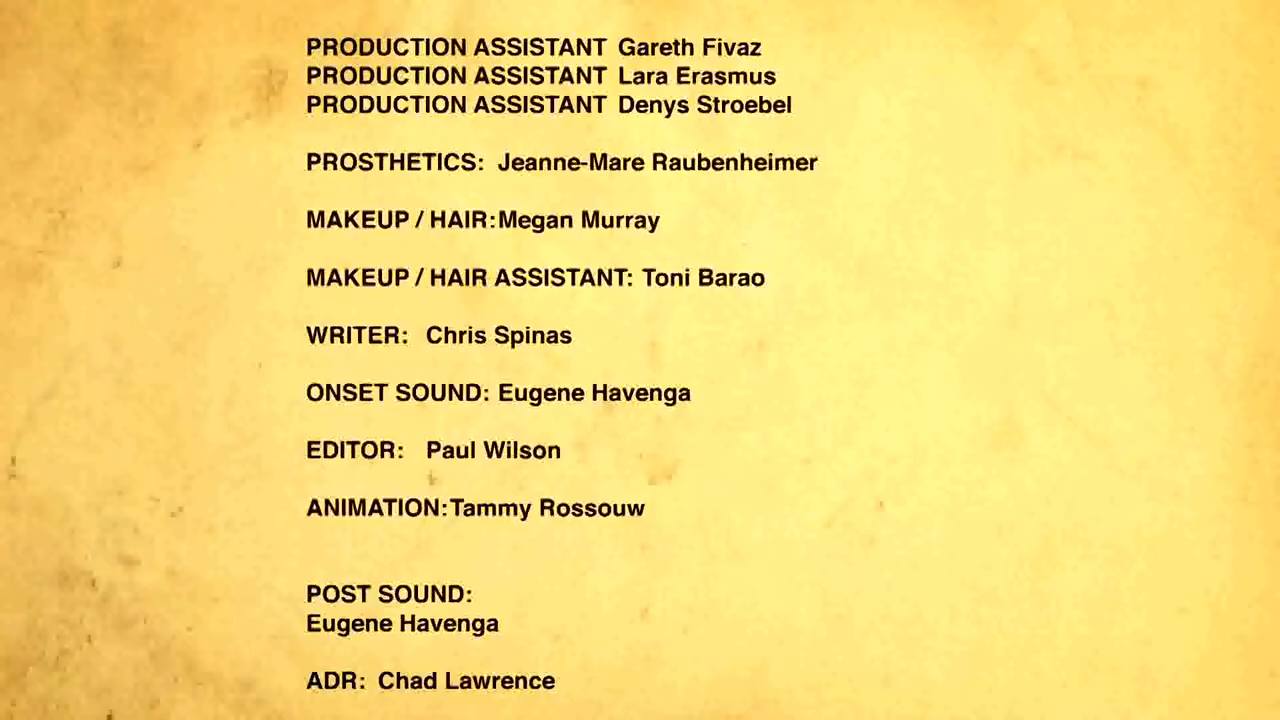 PRODUCTION ASSISTANT Gareth Fivaz
PRODUCTION ASSISTANT Lara Erasmus
PRODUCTION ASSISTANT Denys Stroebel
PROSTHETICS: Jeanne-Mare Raubenheimer
MAKEUP / HAIR: Megan Murray
MAKEUP / HAIR ASSISTANT: Toni Barao
WRITER: Chris Spinas
ONSET SOUND: Eugene Havenga
EDITOR: Paul Wilson
ANIMATION: Tammy Rossouw
POST SOUND:
Eugene Havenga
ADR: Chad Lawrence